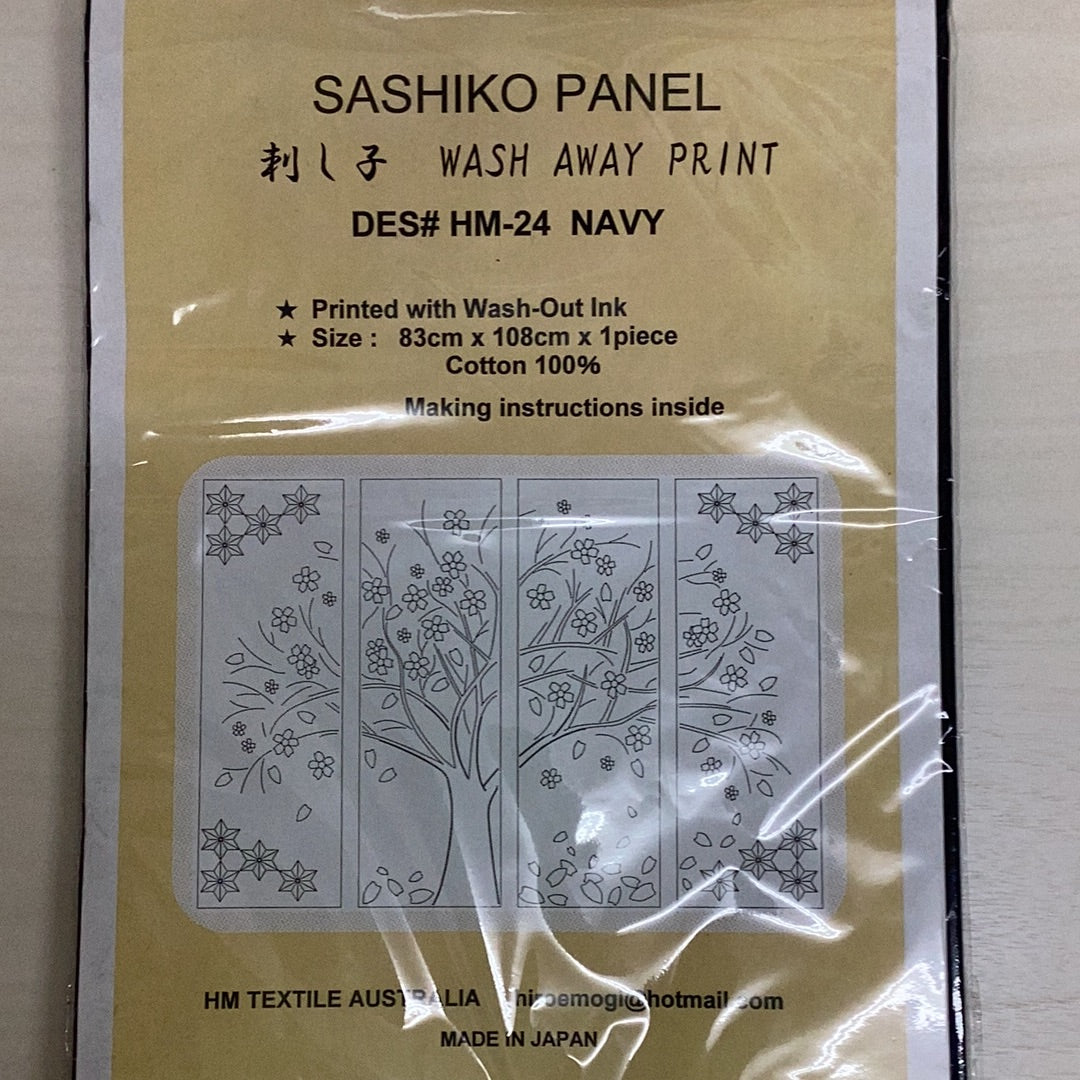 SASHIKO PANEL
刺し子 WASH AWAY PRINT
DES# HM-24 NAVY
★ Printed with Wash-Out Ink
★ Size : 83cm x 108cm x 1piece
Cotton 100%
Making instructions inside
HM TEXTILE AUSTRALIA
MADE IN JAPAN